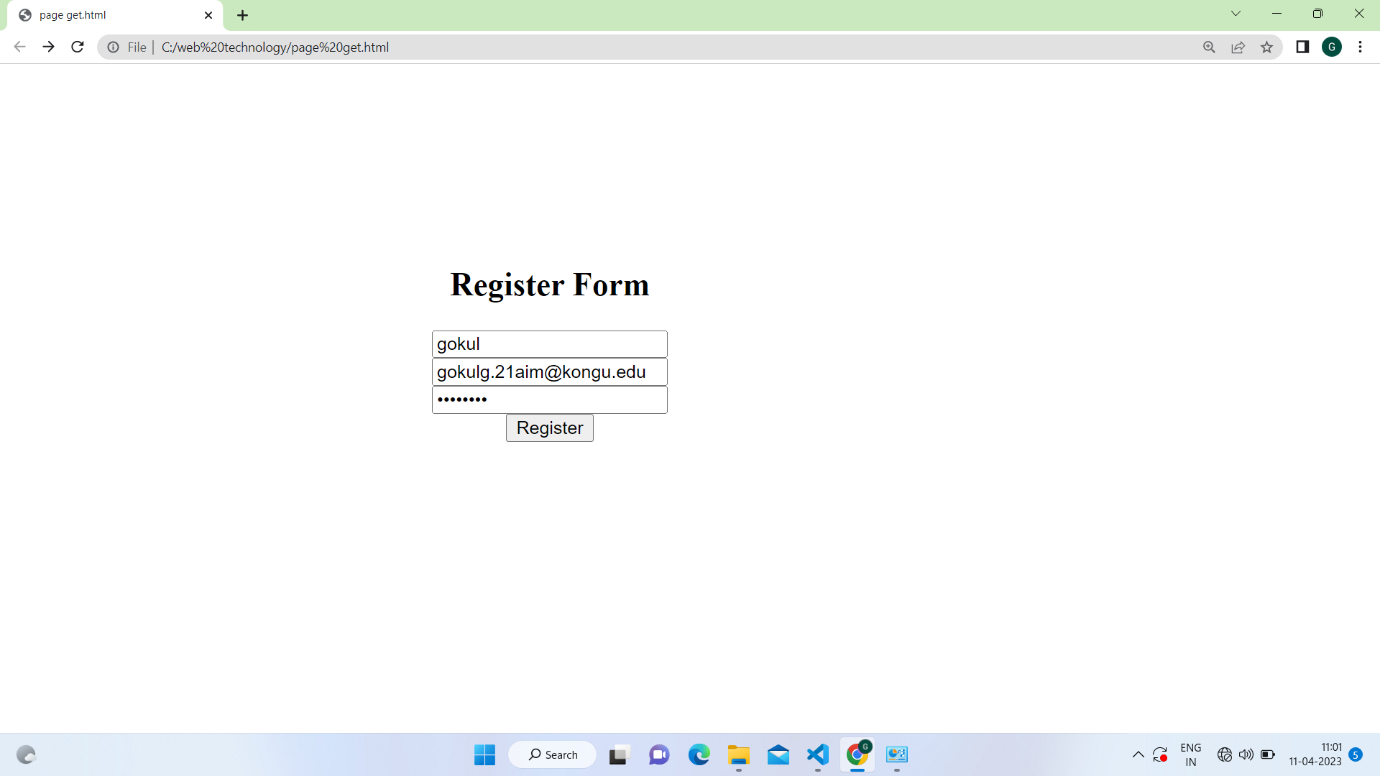 page get.html
File | C:/web%20technology/page%20get.html
G
Register Form
gokul
gokulg.21aim@kongu.edu
••••••••
Register
Search
G
ENG
IN
11:01
11-04-2023
5